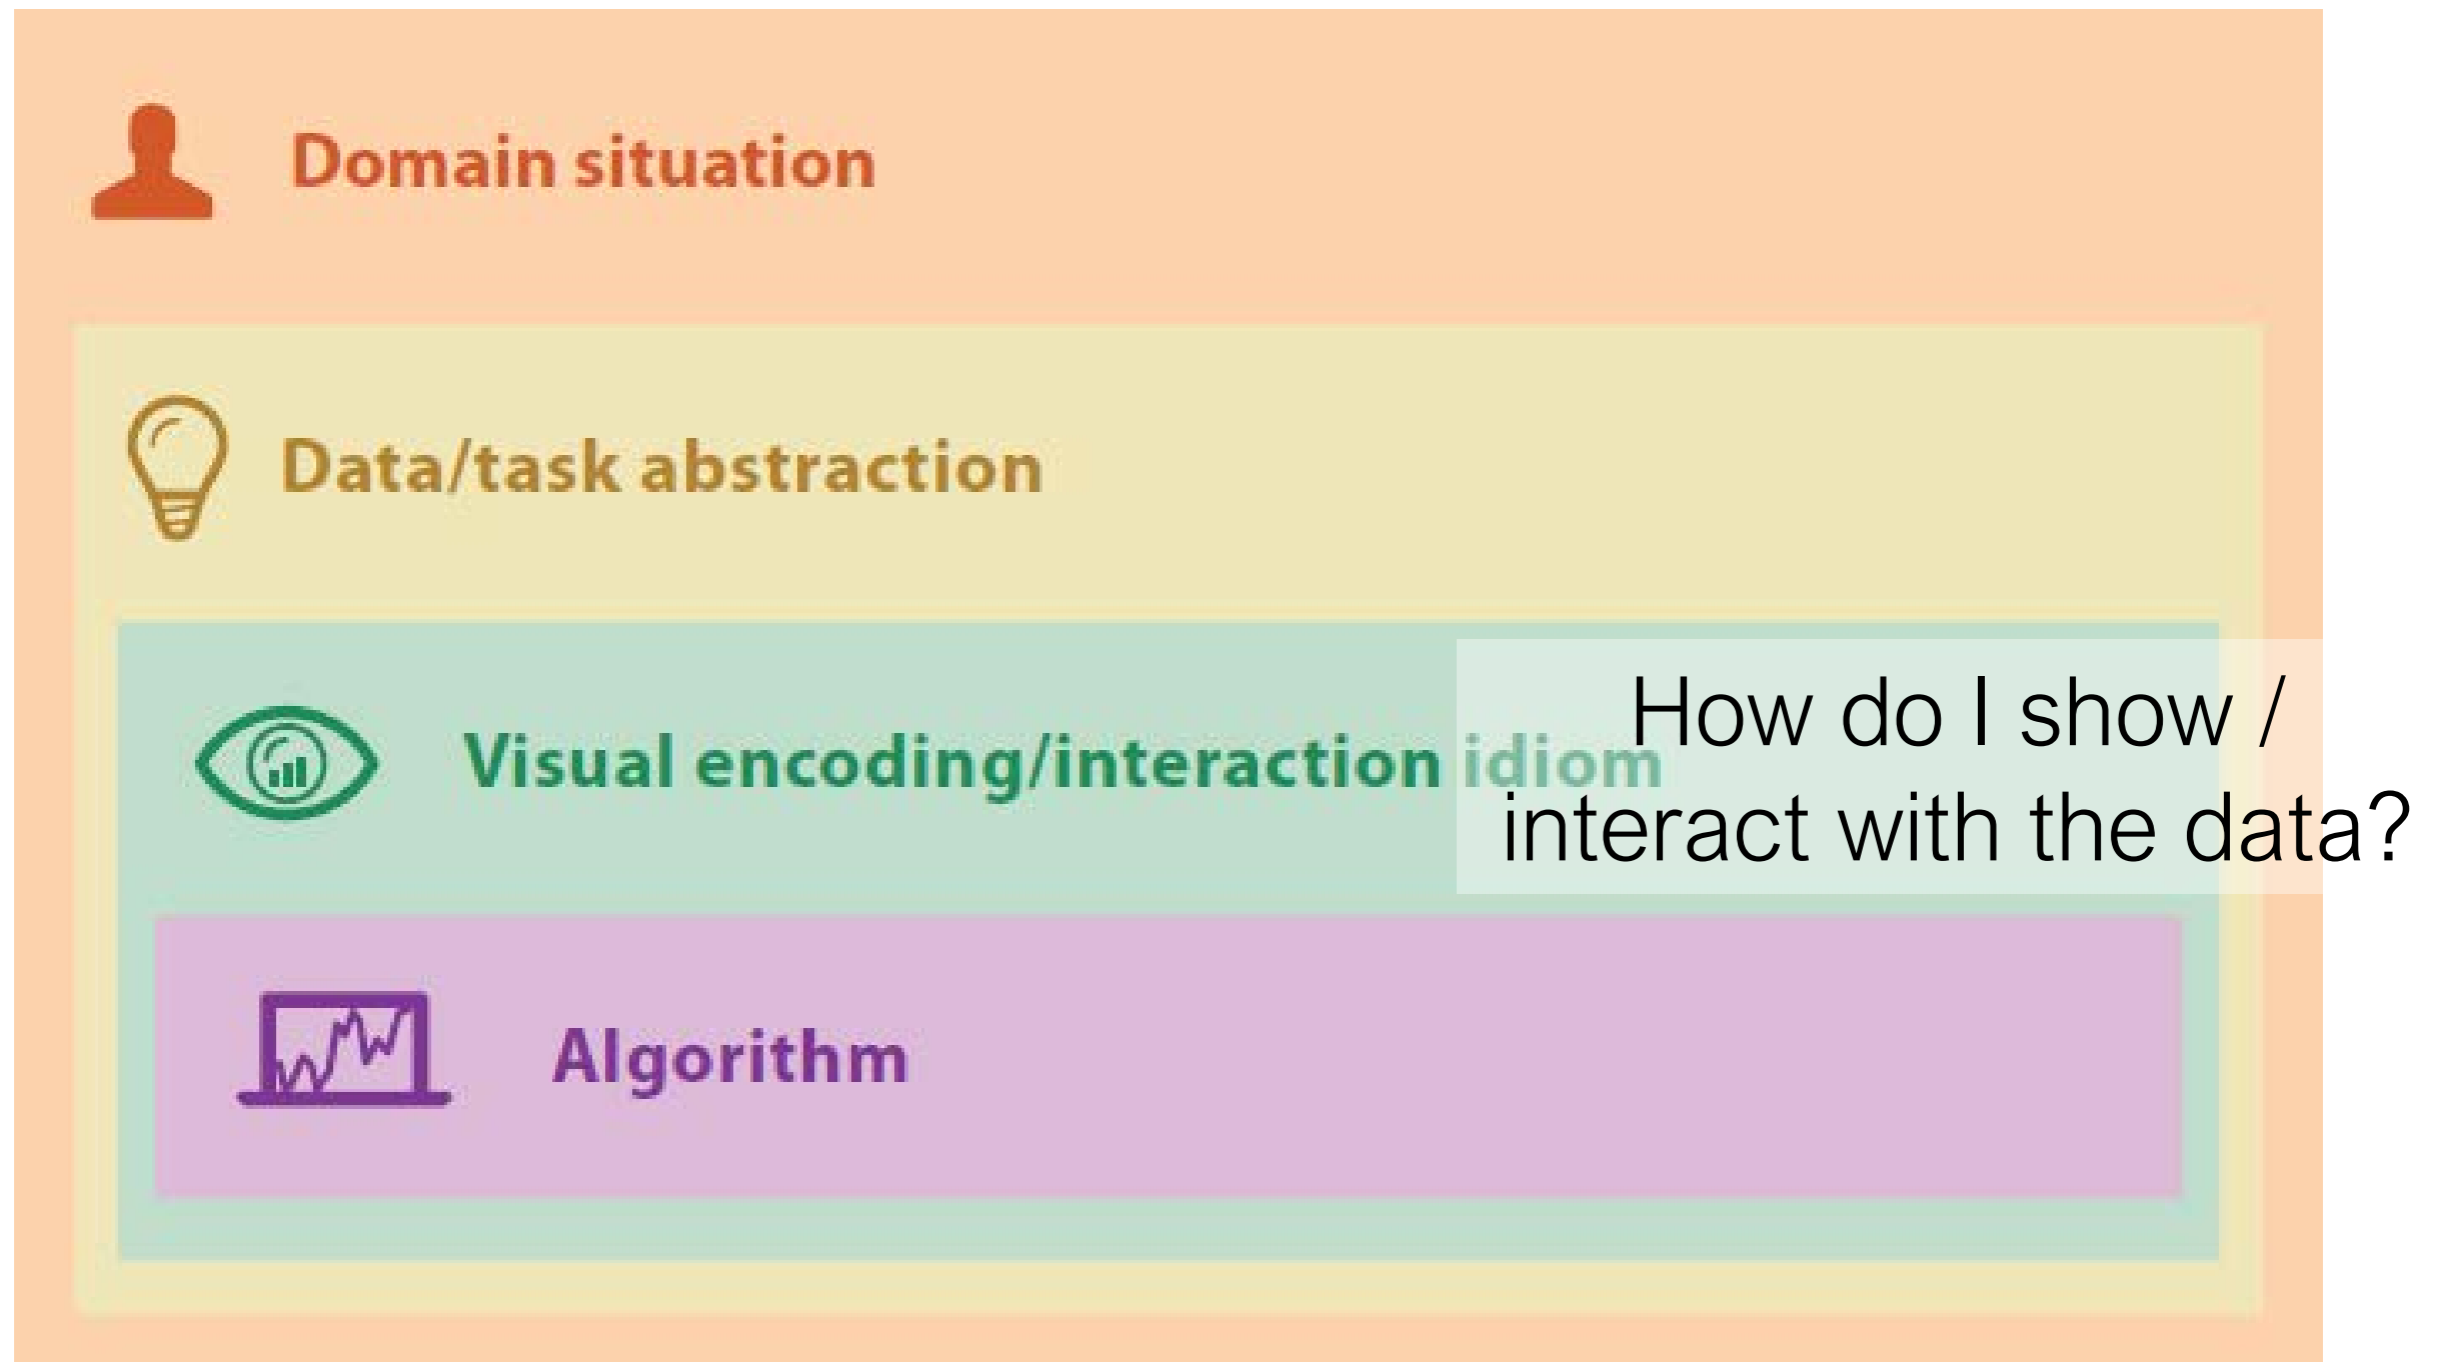 Domain situation
Data/task abstraction
Visual encoding/interaction idiom
How do I show /
interact with the data?
Algorithm